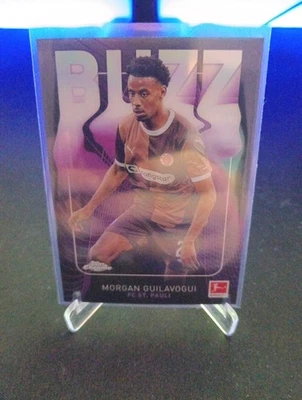 BUZZ
MORGAN GUILAVOGUI
FC ST. PAULI